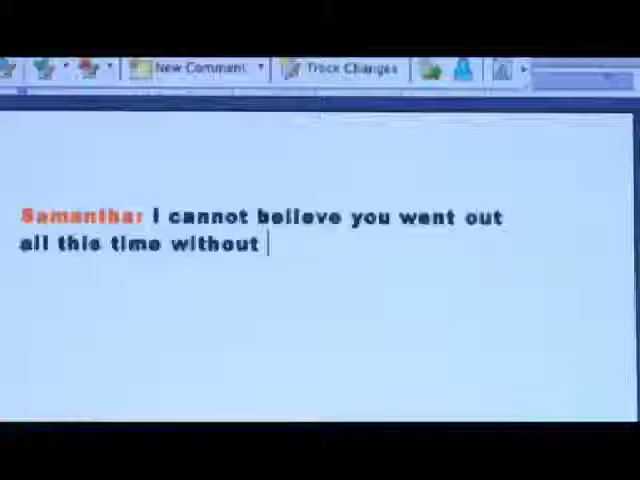 New Comment Track Changes
Samantha: I cannot believe you went out
all this time without